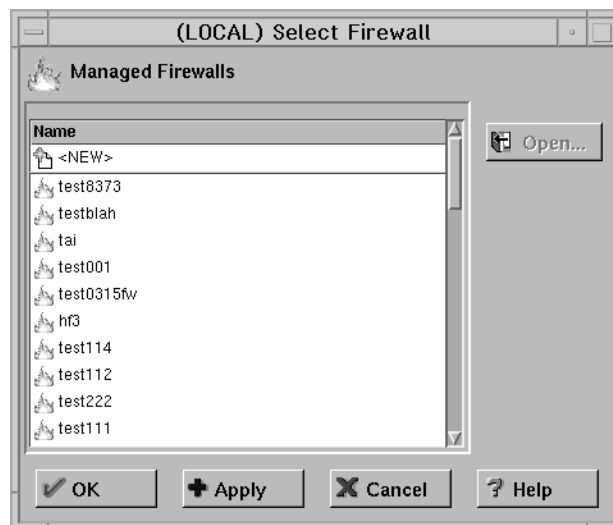 (LOCAL) Select Firewall
Managed Firewalls
Name
<NEW>
test8373
testblah
tai
test001
test0315fw
hf3
test114
test112
test222
test111
Open...
OK
Apply
Cancel
Help